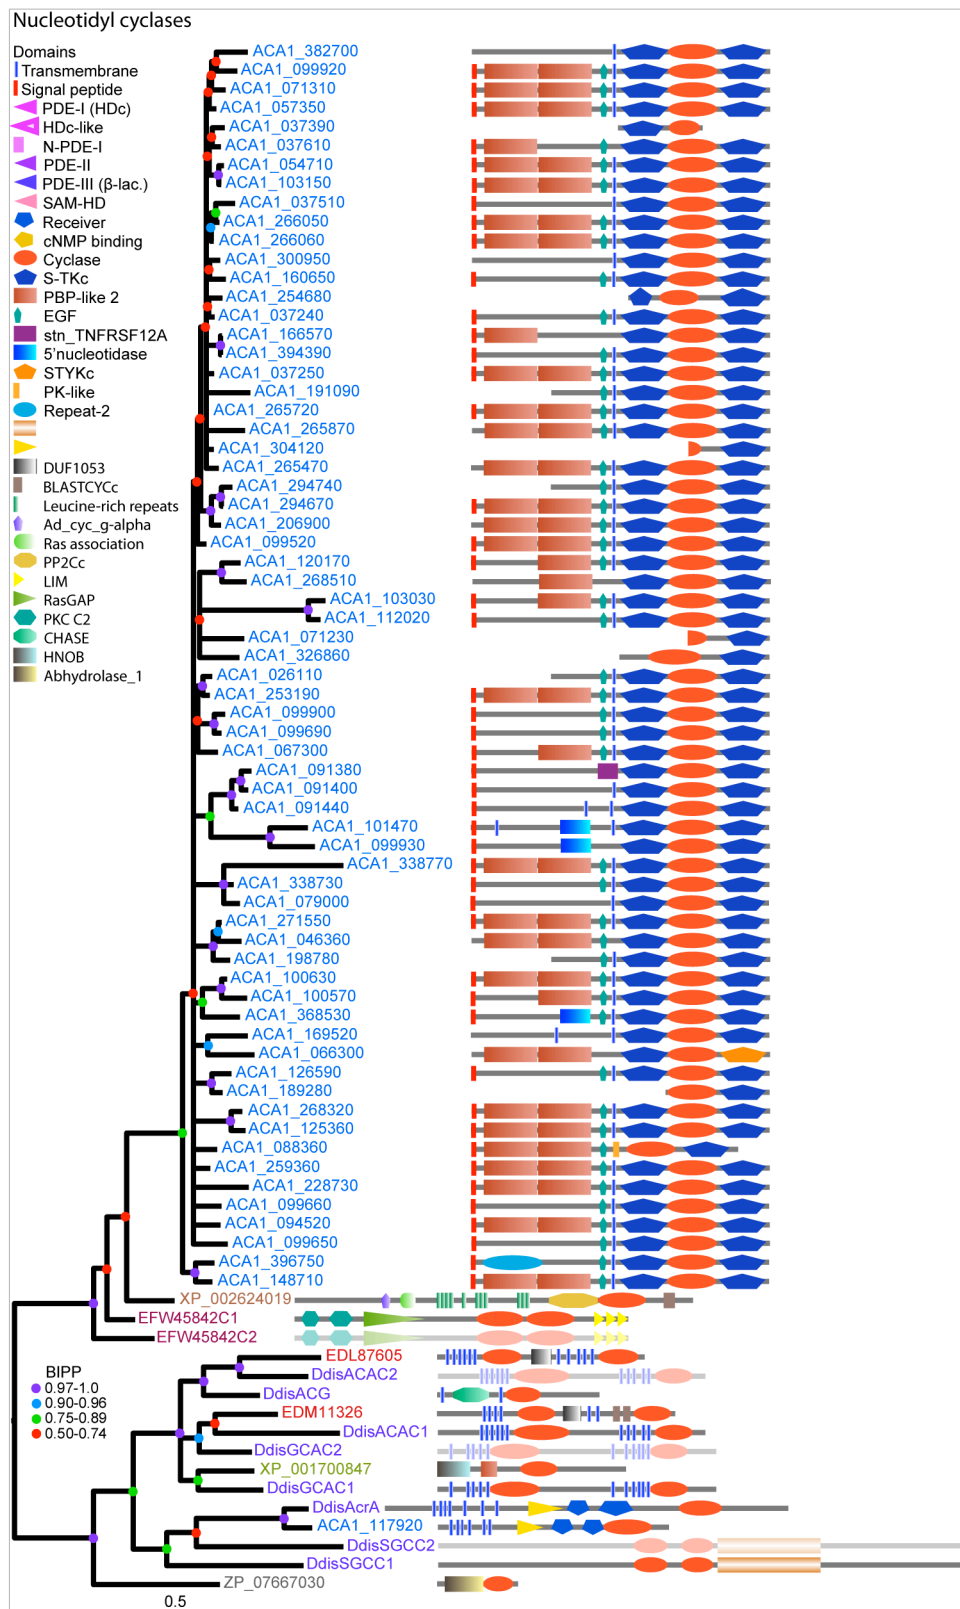 Nucleotidyl cyclases
Domains
Transmembrane
Signal peptide
PDE-I (HDc)
HDc-like
N-PDE-I
PDE-II
PDE-III (β-lac.)
SAM-HD
Receiver
cNMP binding
Cyclase
S-TKc
PBP-like 2
EGF
stn_TNFRSF12A
5'nucleotidase
STYKc
PK-like
Repeat-2
DUF1053
BLASTCYCc
Leucine-rich repeats
Ad_cyc_g-alpha
Ras association
PP2Cc
LIM
RasGAP
PKC C2
CHASE
HNOB
Abhydrolase_1
ACA1_382700
ACA1_099920
ACA1_071310
ACA1_057350
ACA1_037390
ACA1_037610
ACA1_054710
ACA1_103150
ACA1_037510
ACA1_266050
ACA1_266060
ACA1_300950
ACA1_160650
ACA1_254680
ACA1_037240
ACA1_166570
ACA1_394390
ACA1_037250
ACA1_191090
ACA1_265720
ACA1_265870
ACA1_304120
ACA1_265470
ACA1_294740
ACA1_294670
ACA1_206900
ACA1_099520
ACA1_120170
ACA1_268510
ACA1_103030
ACA1_112020
ACA1_071230
ACA1_326860
ACA1_026110
ACA1_253190
ACA1_099900
ACA1_099690
ACA1_067300
ACA1_091380
ACA1_091400
ACA1_091440
ACA1_101470
ACA1_099930
ACA1_338770
ACA1_338730
ACA1_079000
ACA1_271550
ACA1_046360
ACA1_198780
ACA1_100630
ACA1_100570
ACA1_368530
ACA1_169520
ACA1_066300
ACA1_126590
ACA1_189280
ACA1_268320
ACA1_125360
ACA1_088360
ACA1_259360
ACA1_228730
ACA1_099660
ACA1_094520
ACA1_099650
ACA1_396750
ACA1_148710
XP_002624019
EFW45842C1
EFW45842C2
EDL87605
DdisACAC2
DdisACG
EDM11326
DdisACAC1
DdisGCAC2
XP_001700847
DdisGCAC1
DdisAcrA
ACA1_117920
DdisSGCC2
DdisSGCC1
ZP_07667030
BIPP
0.97-1.0
0.90-0.96
0.75-0.89
0.50-0.74
0.5